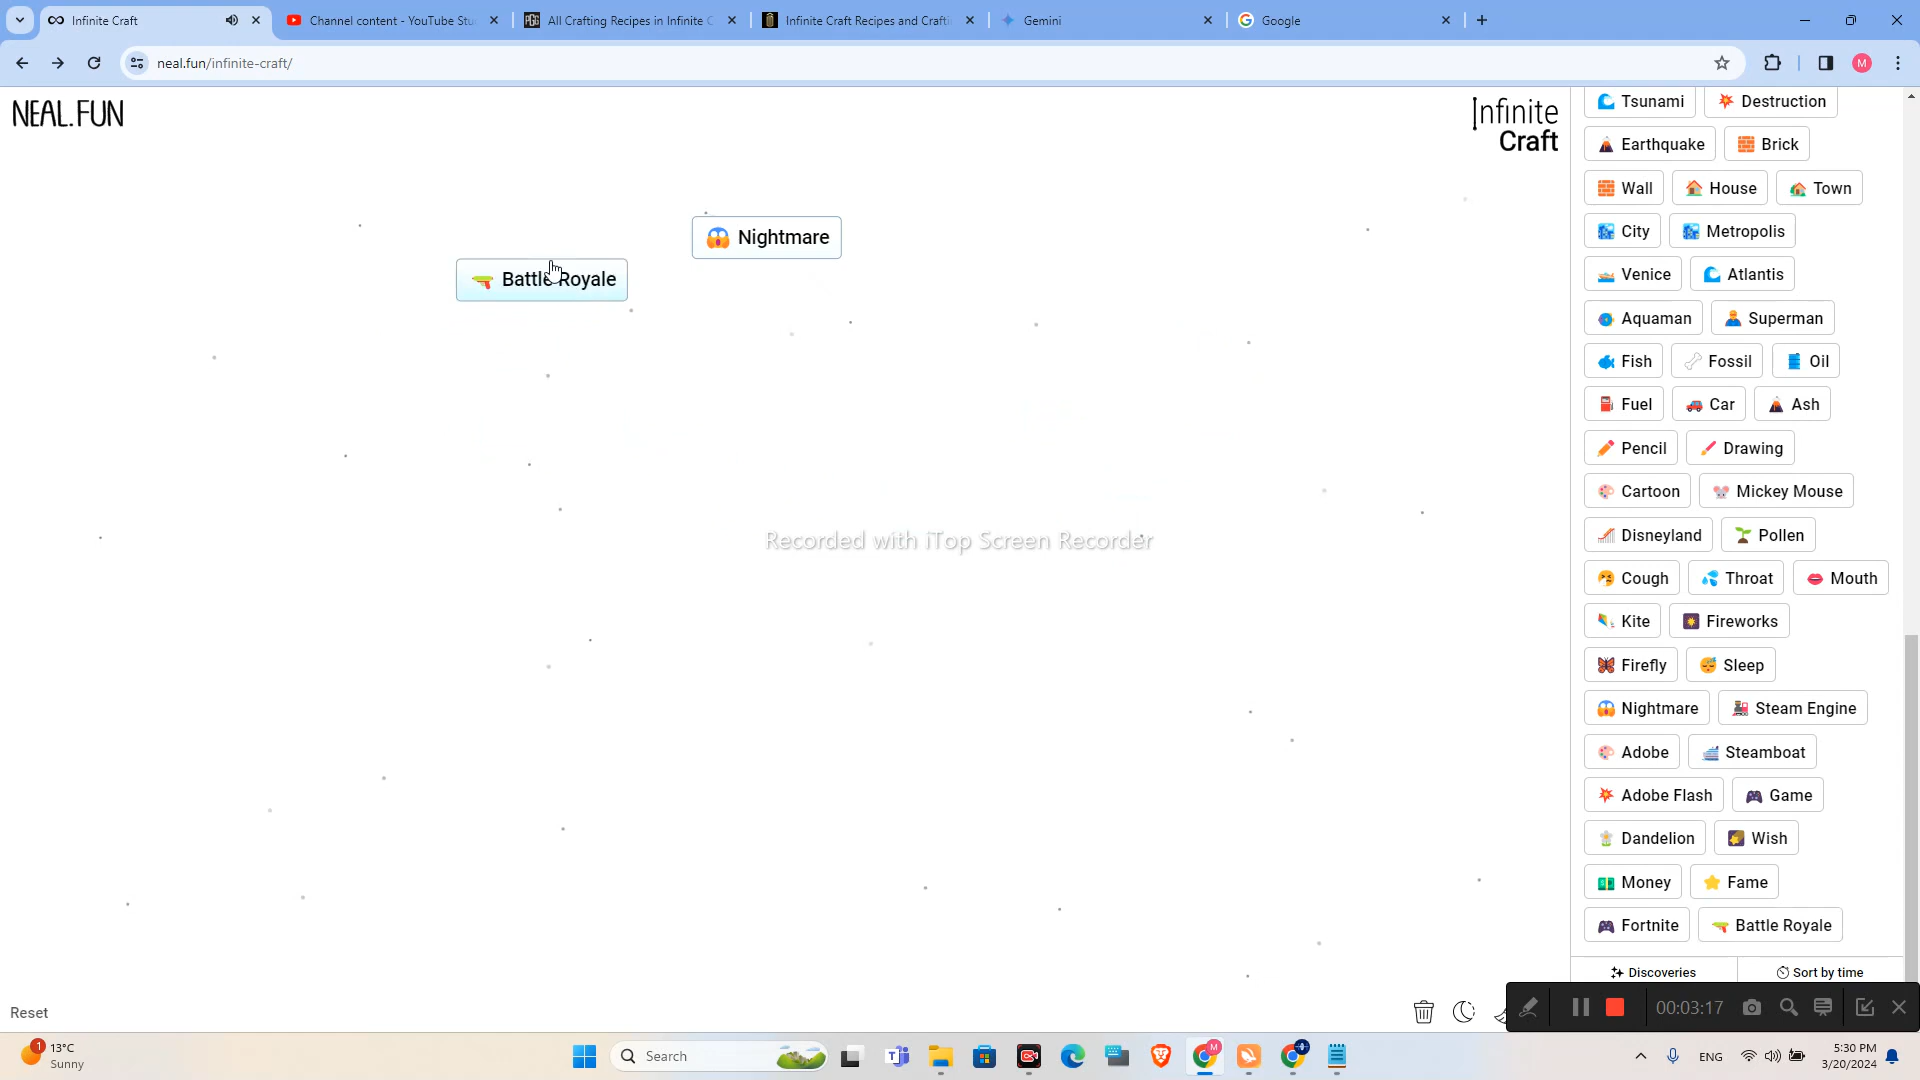 Infinite Craft
Channel content - YouTube Stu
All Crafting Recipes in Infinite C
Infinite Craft Recipes and Crafti
Gemini
Google
neal.fun/infinite-craft/
M
NEAL.FUN
Infinite
Craft
Nightmare
Battle Royale
Recorded with iTop Screen Recorder
Tsunami
Destruction
Earthquake
Brick
Wall
House
Town
City
Metropolis
Venice
Atlantis
Aquaman
Superman
Fish
Fossil
Oil
Fuel
Car
Ash
Pencil
Drawing
Cartoon
Mickey Mouse
Disneyland
Pollen
Cough
Throat
Mouth
Kite
Fireworks
Firefly
Sleep
Nightmare
Steam Engine
Adobe
Steamboat
Adobe Flash
Game
Dandelion
Wish
Money
Fame
Fortnite
Battle Royale
Discoveries
Sort by time
Reset
00:03:17
1
13°C
Sunny
Search
ENG
5:30 PM
3/20/2024